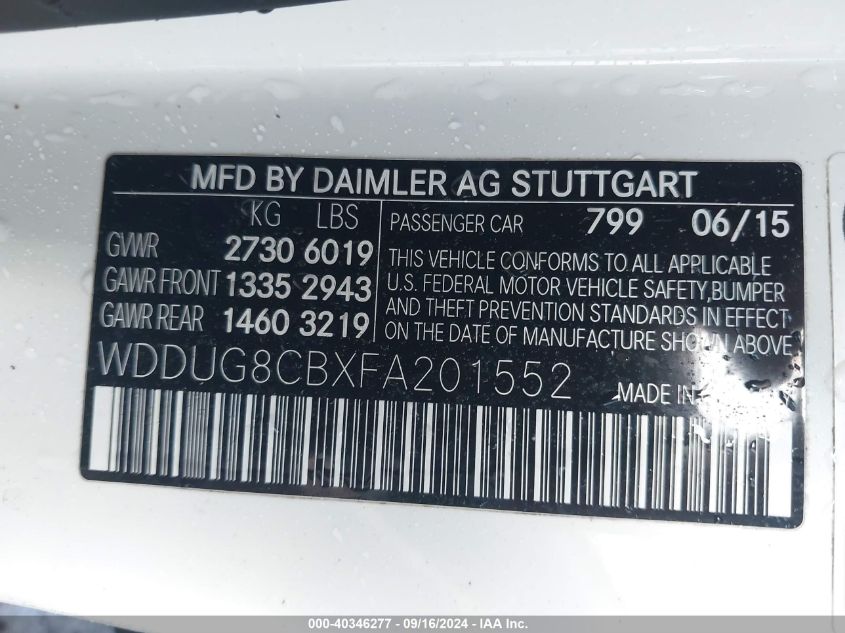 MFD BY DAIMLER AG STUTTGART
KG LBS
GVWR 2730 6019
GAWR FRONT 1335 2943
GAWR REAR 1460 3219
PASSENGER CAR 799 06/15
THIS VEHICLE CONFORMS TO ALL APPLICABLE
U.S. FEDERAL MOTOR VEHICLE SAFETY,BUMPER
AND THEFT PREVENTION STANDARDS IN EFFECT
ON THE DATE OF MANUFACTURE SHOWN ABOVE
WDDUG8CBXFA201552
MADE IN
000-40346277 - 09/16/2024 - IAAI.COM